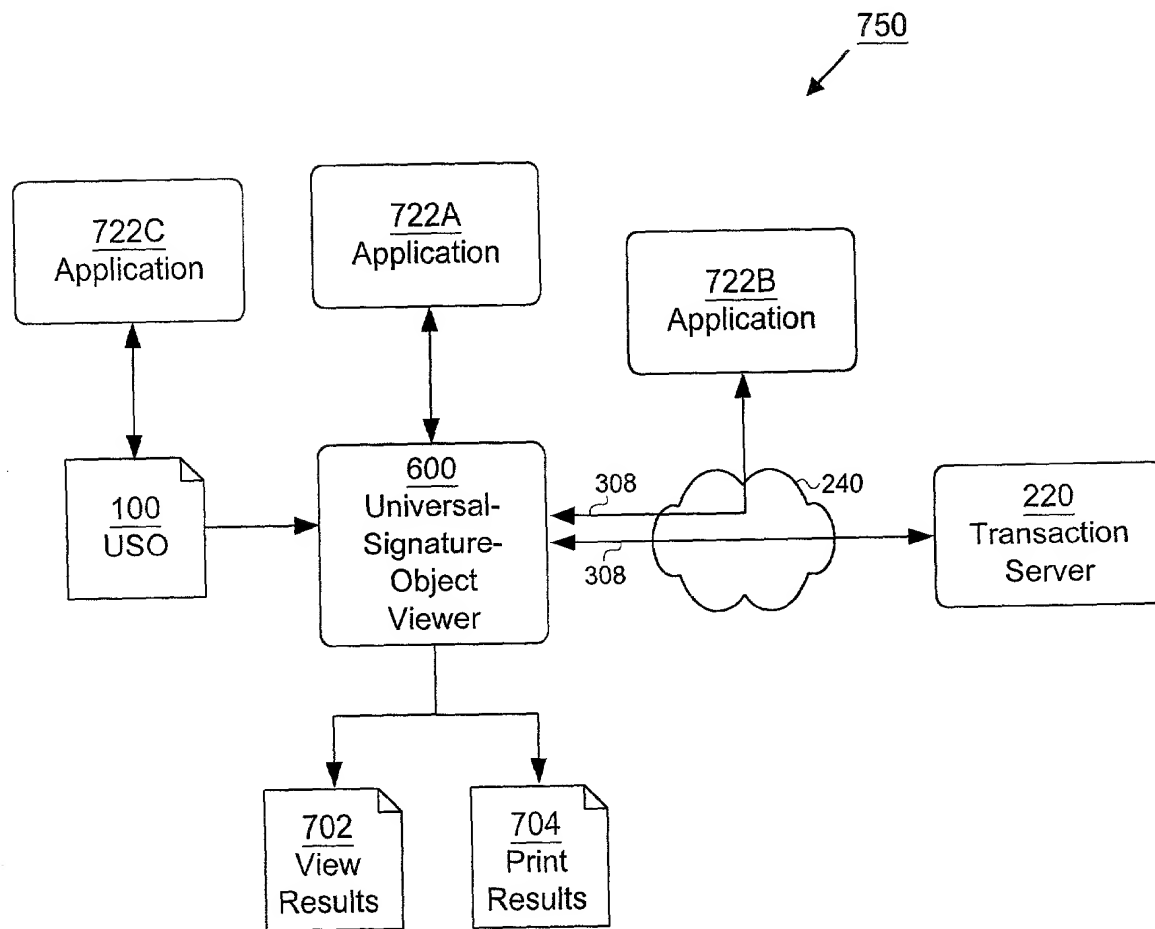 750
722C
Application
722A
Application
722B
Application
100
USO
600
Universal-
Signature-
Object
Viewer
308
308
240
220
Transaction
Server
702
View
Results
704
Print
Results